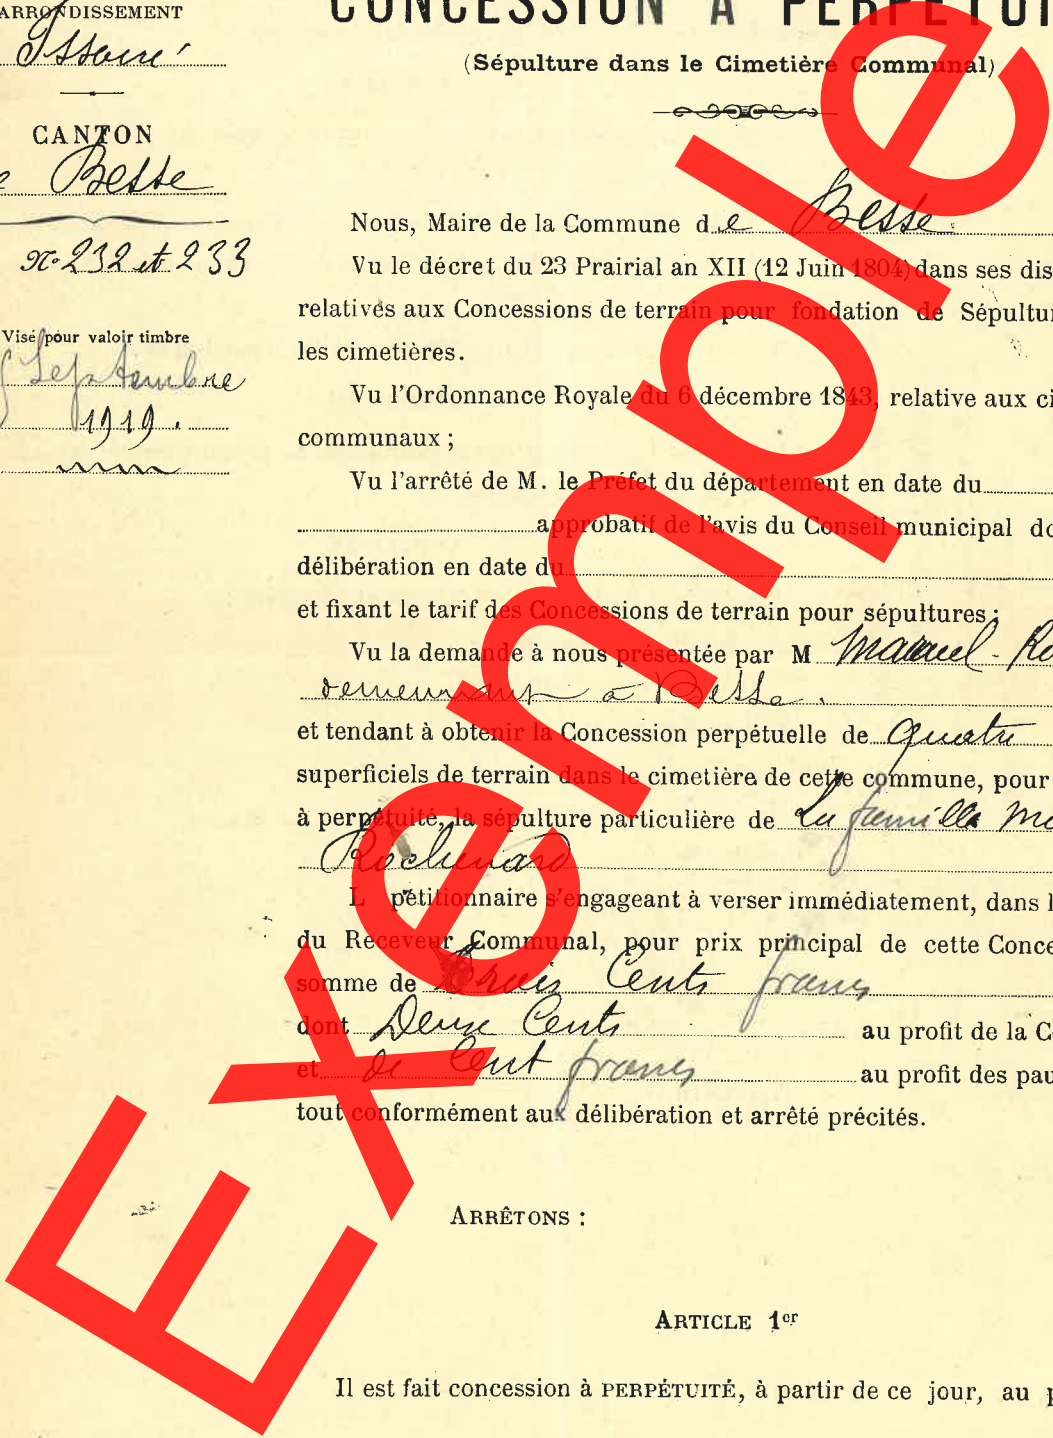 ARRONDISSEMENT
Issoire
CANTON
Besse
No 232 et 233
Visé pour valoir timbre
Septembre
1919.
CONCESSION A PERPÉTUI
(Sépulture dans le Cimetière Communal)
Nous, Maire de la Commune de Besse
Vu le décret du 23 Prairial an XII (12 Juin 1804) dans ses dis
relatives aux Concessions de terrain pour fondation de Sépultu
les cimetières.
Vu l'Ordonnance Royale du 6 décembre 1843, relative aux ci
communaux ;
Vu l'arrêté de M. le Préfet du département en date du
approbatif de l'avis du Conseil municipal do
délibération en date du
et fixant le tarif des Concessions de terrain pour sépultures ;
Vu la demande à nous présentée par M Manuel - Ro
demeurant à Besse.
et tendant à obtenir la Concession perpétuelle de quatre
superficiels de terrain dans le cimetière de cette commune, pour
à perpétuité, la sépulture particulière de La famille Ma
L pétitionnaire s'engageant à verser immédiatement, dans l
du Receveur Communal, pour prix principal de cette Conce
somme de trois Cents francs
dont Deux Cents au profit de la C
et de Cent francs au profit des pau
tout conformément aux délibération et arrêté précités.
ARRÊTONS :
ARTICLE 1er
Il est fait concession à PERPÉTUITÉ, à partir de ce jour, au p
Exemple